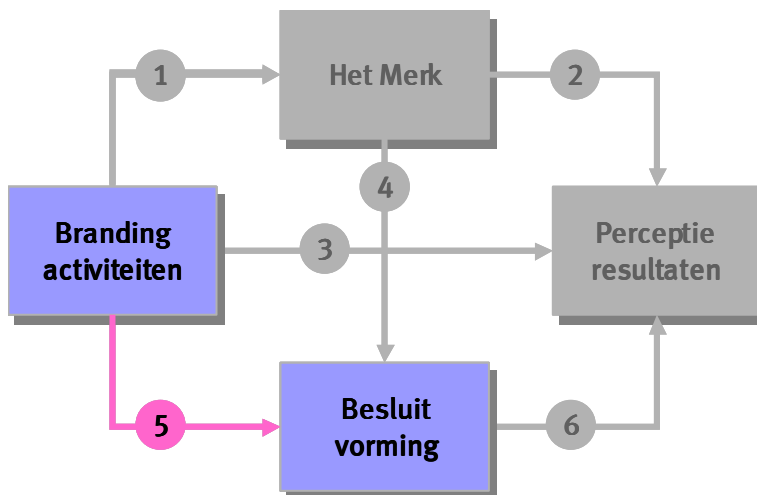 1
Het Merk
2
4
Branding
activiteiten
3
Perceptie
resultaten
5
Besluit
vorming
6